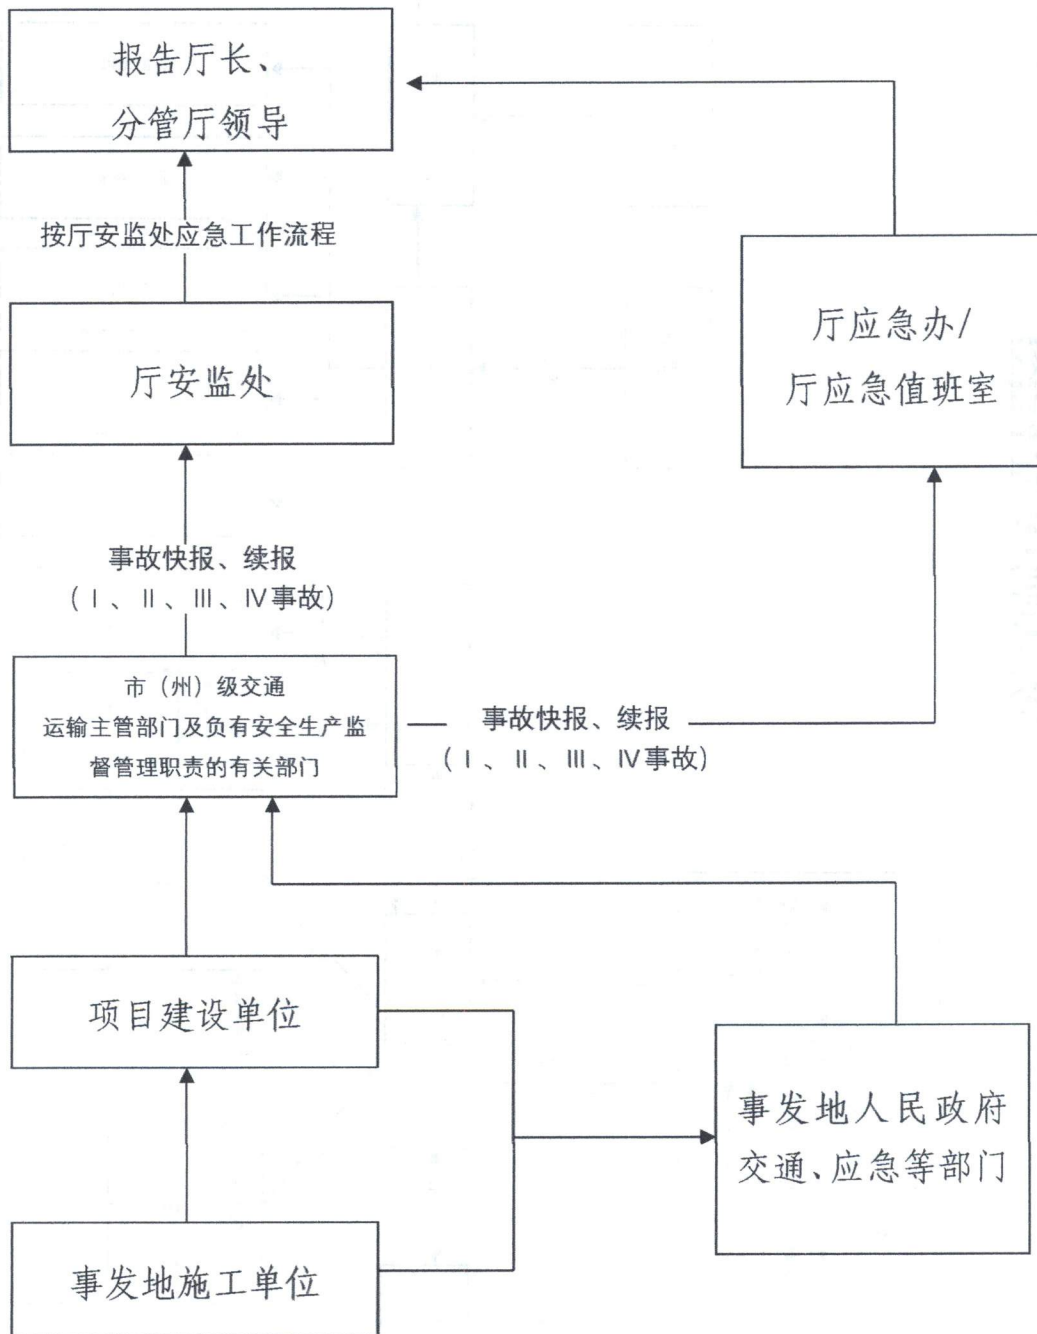 报告厅长、
分管厅领导
按厅安监处应急工作流程
厅应急办/
厅应急值班室
厅安监处
事故快报、续报
（Ⅰ、Ⅱ、Ⅲ、Ⅳ事故）
市（州）级交通
运输主管部门及负有安全生产监
督管理职责的有关部门
事故快报、续报
（Ⅰ、Ⅱ、Ⅲ、Ⅳ事故）
项目建设单位
事发地人民政府
交通、应急等部门
事发地施工单位